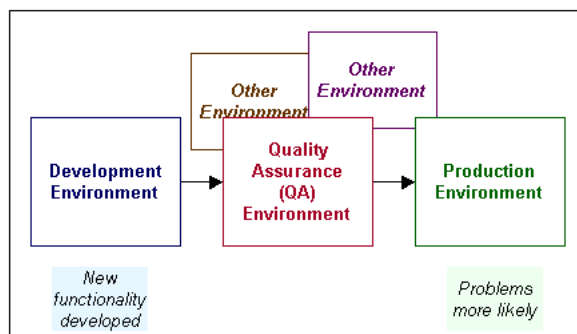 Other
Environment
Other
Environment
Development
Environment
Quality
Assurance
(QA)
Environment
Production
Environment
New
functionality
developed
Problems
more likely